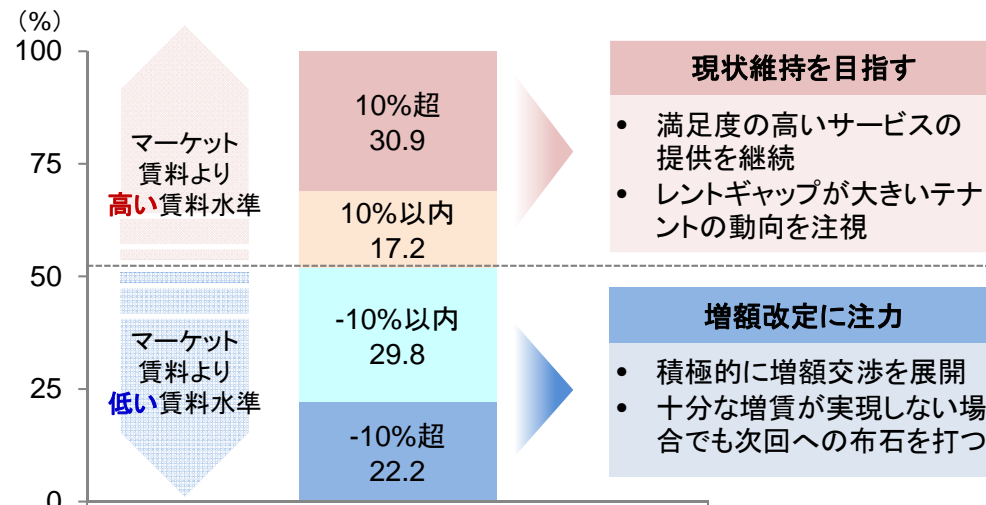 (%)
100
75
50
25
0
マーケット
賃料より
高い賃料水準
マーケット
賃料より
低い賃料水準
10%超
30.9
10%以内
17.2
-10%以内
29.8
-10%超
22.2
現状維持を目指す
• 満足度の高いサービスの
提供を継続
• レントギャップが大きいテナ
ントの動向を注視
増額改定に注力
• 積極的に増額交渉を展開
• 十分な増賃が実現しない場
合でも次回への布石を打つ